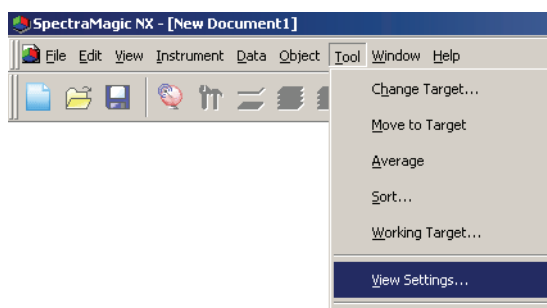 SpectraMagic NX - [New Document1]
File Edit View Instrument Data Object Tool Window Help
Change Target...
Move to Target
Average
Sort...
Working Target...
View Settings...